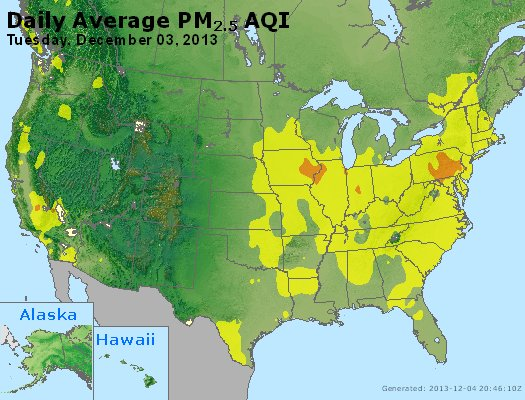 Daily Average PM2.5 AQI
Tuesday, December 03, 2013
Alaska
Hawaii
Generated: 2013-12-04 20:46:10Z